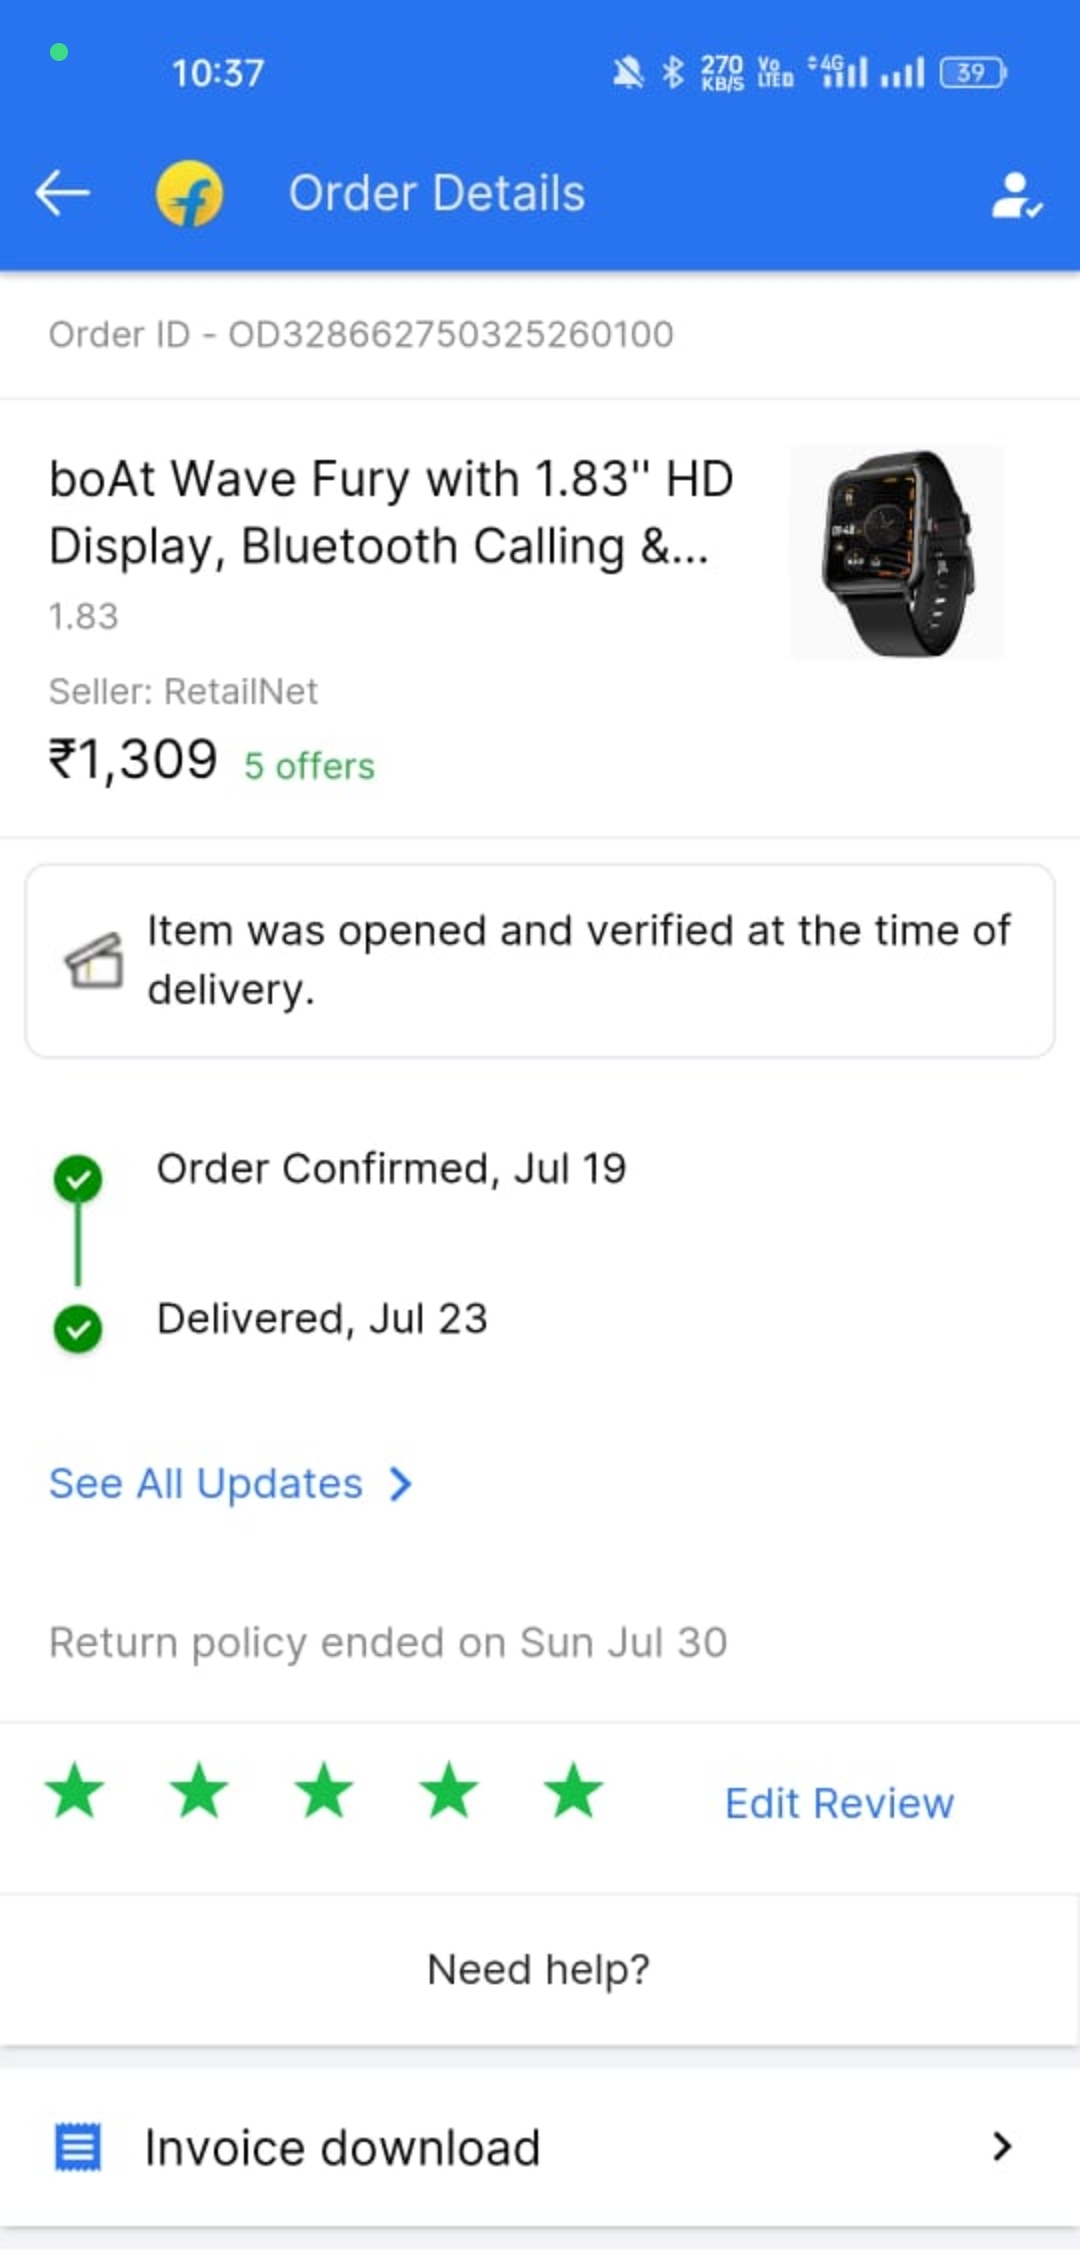 10:37
270 KB/S
Vo LTE
4G
39
Order Details
Order ID - OD328662750325260100
boAt Wave Fury with 1.83" HD
Display, Bluetooth Calling &...
1.83
Seller: RetailNet
₹1,309 5 offers
Item was opened and verified at the time of
delivery.
Order Confirmed, Jul 19
Delivered, Jul 23
See All Updates
Return policy ended on Sun Jul 30
Edit Review
Need help?
Invoice download